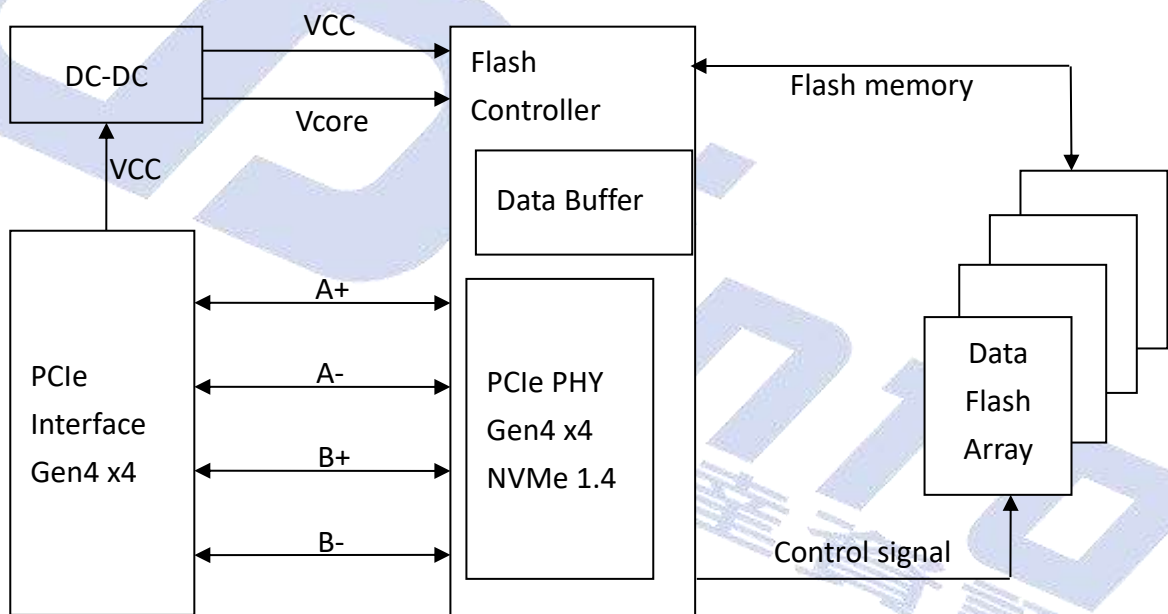 VCC
DC-DC
Vcore
VCC
Flash
Controller
Flash memory
Data Buffer
A+
A-
B+
B-
PCIe
Interface
Gen4 x4
PCIe PHY
Gen4 x4
NVMe 1.4
Data
Flash
Array
Control signal